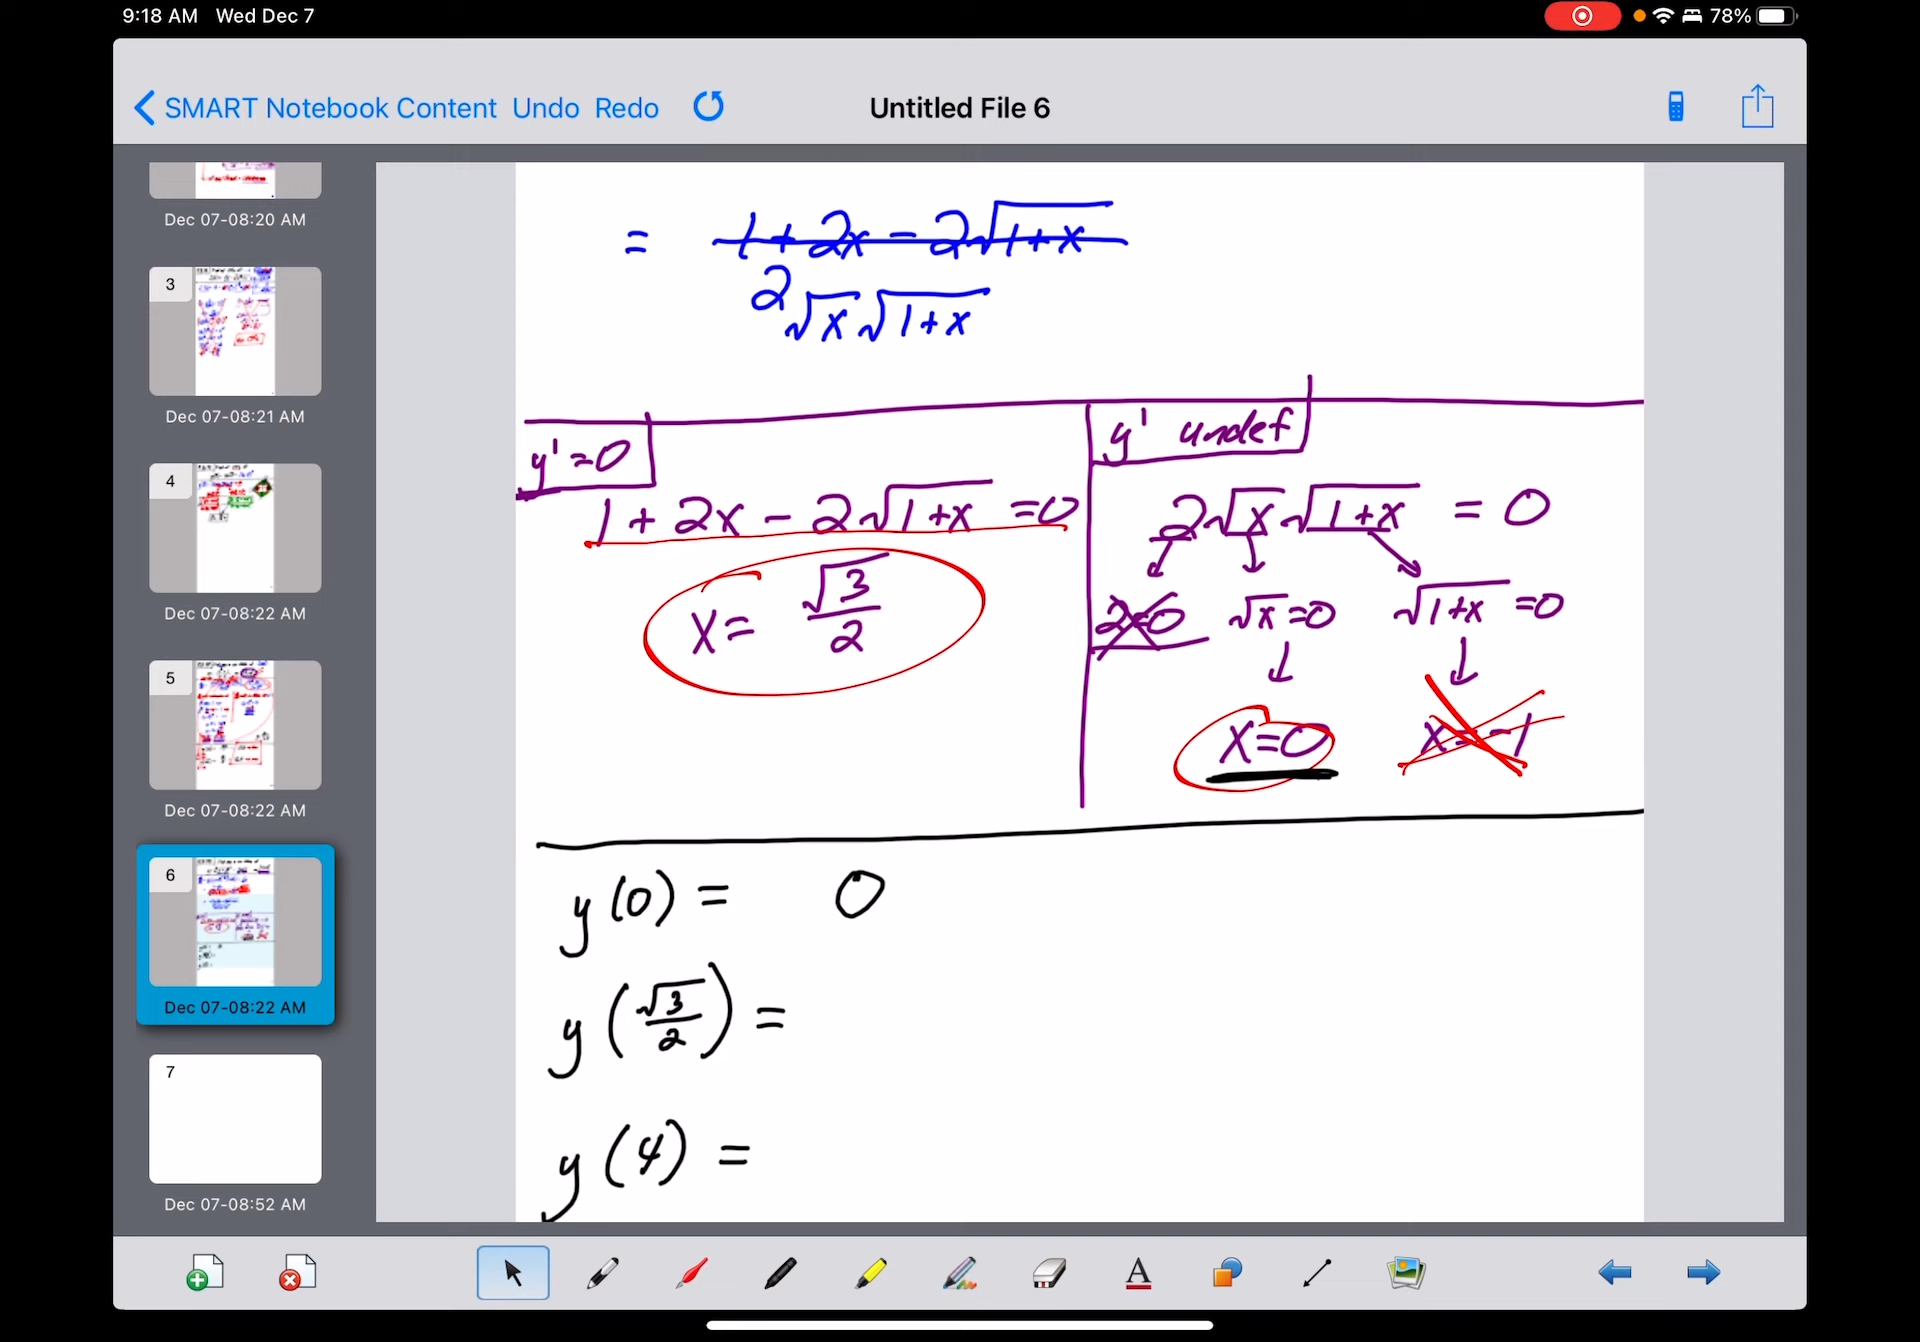 9:18 AM Wed Dec 7
78%
SMART Notebook Content Undo Redo
Untitled File 6
Dec 07-08:20 AM
3
Dec 07-08:21 AM
4
Dec 07-08:22 AM
5
Dec 07-08:22 AM
6
Dec 07-08:22 AM
7
Dec 07-08:52 AM
= 1 + 2x - 2√(1+x)
2√x √(1+x)
y' = 0
1 + 2x - 2√(1+x) = 0
x = √3/2
y' undef
2√x √(1+x) = 0
2=0 √x = 0 √(1+x) = 0
x = 0 x = -1
y(0) = 0
y(√3/2) =
y(4) =
A